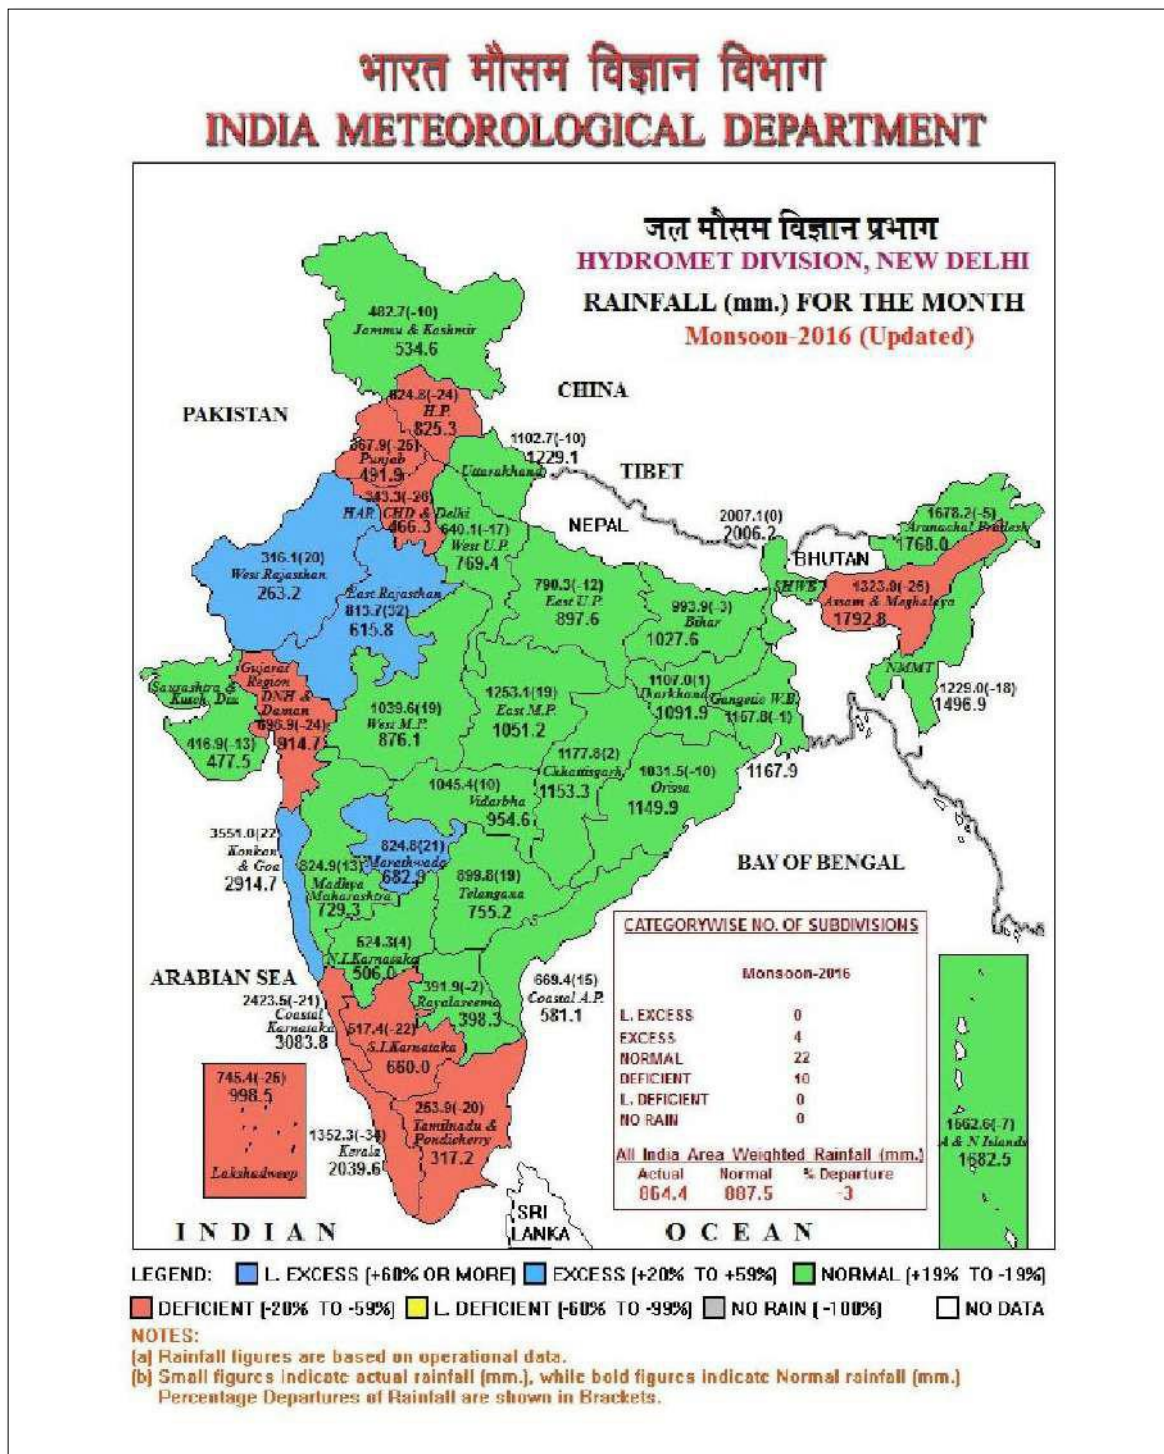 भारत मौसम विज्ञान विभाग
INDIA METEOROLOGICAL DEPARTMENT
जल मौसम विज्ञान प्रभाग
HYDROMET DIVISION, NEW DELHI
RAINFALL (mm.) FOR THE MONTH
Monsoon-2016 (Updated)
482.7(-10)
Jammu & Kashmir
534.6
CHINA
PAKISTAN
624.8(-24)
H.P.
825.3
1102.7(-10)
1229.1
Uttarakhand
TIBET
367.9(-25)
Punjab
491.9
343.3(-26)
HAR. CHD & Delhi
466.3
NEPAL
2007.1(0)
2006.2
BHUTAN
SHWB
1678.2(-5)
Arunachal Pradesh
1768.0
640.1(-17)
West U.P.
769.4
316.1(20)
West Rajasthan
263.2
East Rajasthan
813.7(32)
615.8
790.3(-12)
East U.P.
897.6
993.9(-3)
Bihar
1027.6
1323.9(-26)
Assam & Meghalaya
1792.8
NMMT
1229.0(-18)
1496.9
Gujarat
Region
DNH &
Daman
696.9(-24)
914.7
Saurashtra &
Kutch, Diu
416.9(-13)
477.5
1039.6(19)
West M.P.
876.1
1253.1(19)
East M.P.
1051.2
1107.0(1)
Jharkhand
1091.9
Gangetic W.B.
1157.8(-1)
1167.9
1177.8(2)
Chhattisgarh
1153.3
1031.5(-10)
Orissa
1149.9
1045.4(10)
Vidarbha
954.6
3551.0(22)
Konkan
& Goa
2914.7
824.9(13)
Madhya
Maharashtra
729.3
824.8(21)
Marathwada
682.9
899.8(19)
Telangana
755.2
BAY OF BENGAL
ARABIAN SEA
524.3(4)
N.I.Karnataka
506.0
391.9(-2)
Rayalaseema
398.3
669.4(15)
Coastal A.P.
581.1
2423.5(-21)
Coastal
Karnataka
3083.8
517.4(-22)
S.I.Karnataka
660.0
745.4(-25)
998.5
Lakshadweep
1352.3(-34)
Kerala
2039.6
253.9(-20)
Tamilnadu &
Pondicherry
317.2
CATEGORYWISE NO. OF SUBDIVISIONS
Monsoon-2016
L. EXCESS 0
EXCESS 4
NORMAL 22
DEFICIENT 10
L. DEFICIENT 0
NO RAIN 0
All India Area Weighted Rainfall (mm.)
Actual Normal % Departure
864.4 887.5 -3
1562.6(-7)
A & N Islands
1682.5
SRI
LANKA
INDIAN OCEAN
LEGEND: L. EXCESS (+60% OR MORE) EXCESS (+20% TO +59%) NORMAL (+19% TO -19%)
DEFICIENT (-20% TO -59%) L. DEFICIENT (-60% TO -99%) NO RAIN (-100%) NO DATA
NOTES:
(a) Rainfall figures are based on operational data.
(b) Small figures indicate actual rainfall (mm.), while bold figures indicate Normal rainfall (mm.)
Percentage Departures of Rainfall are shown in Brackets.